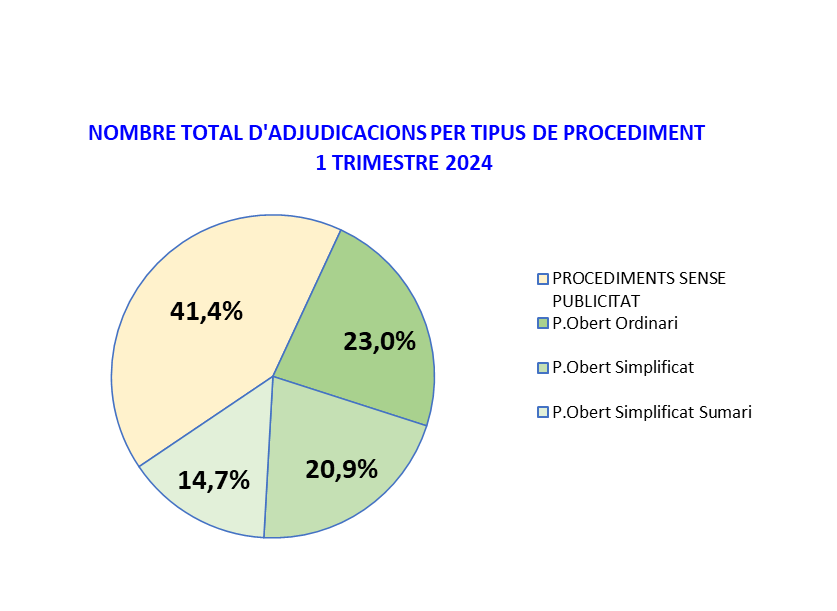 NOMBRE TOTAL D'ADJUDICACIONS PER TIPUS DE PROCEDIMENT
1 TRIMESTRE 2024
41,4%
23,0%
20,9%
14,7%
PROCEDIMENTS SENSE
PUBLICITAT
P.Obert Ordinari
P.Obert Simplificat
P.Obert Simplificat Sumari